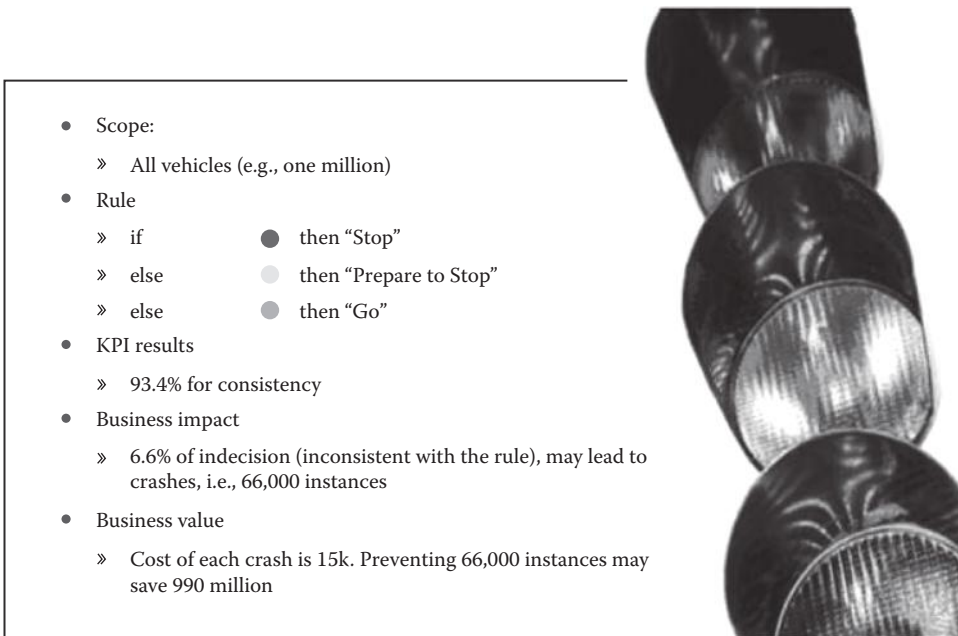 Scope:
All vehicles (e.g., one million)
Rule
if then “Stop”
else then “Prepare to Stop”
else then “Go”
KPI results
93.4% for consistency
Business impact
6.6% of indecision (inconsistent with the rule), may lead to
crashes, i.e., 66,000 instances
Business value
Cost of each crash is 15k. Preventing 66,000 instances may
save 990 million